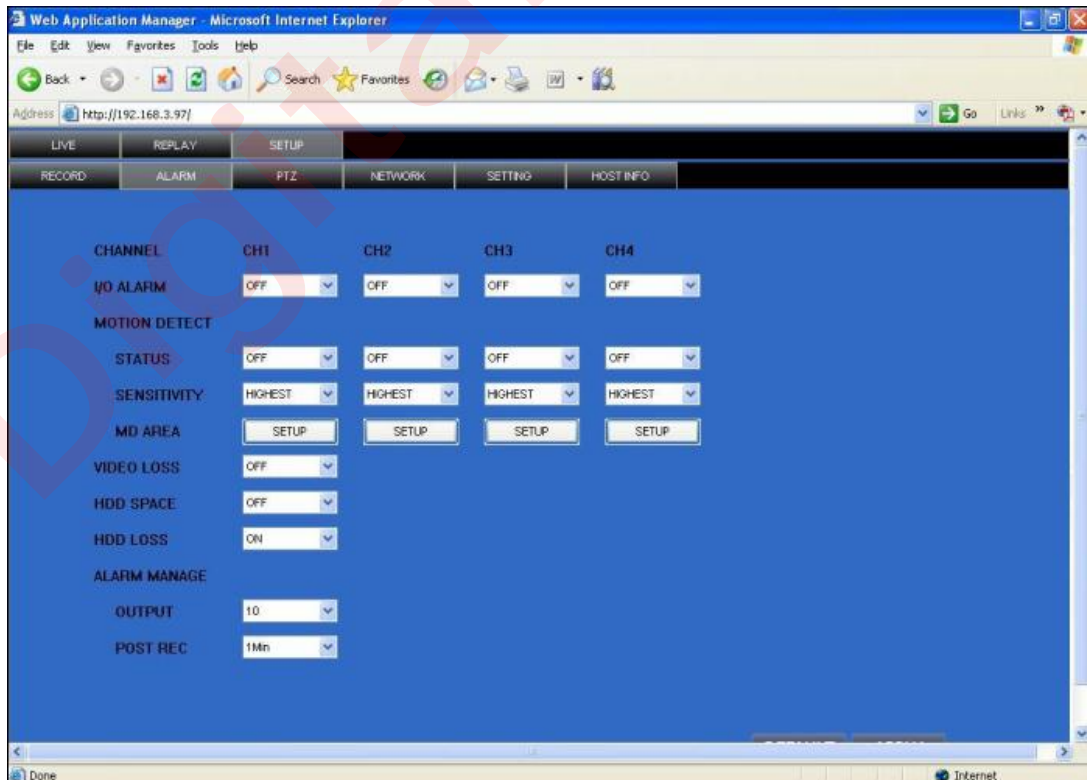 Web Application Manager - Microsoft Internet Explorer
File Edit View Favorites Tools Help
Back Search Favorites
Address http://192.168.3.97/ Go Links »
LIVE REPLAY SETUP
RECORD ALARM PTZ NETWORK SETTING HOST INFO
CHANNEL CH1 CH2 CH3 CH4
I/O ALARM OFF OFF OFF OFF
MOTION DETECT
STATUS OFF OFF OFF OFF
SENSITIVITY HIGHEST HIGHEST HIGHEST HIGHEST
MD AREA SETUP SETUP SETUP SETUP
VIDEO LOSS OFF
HDD SPACE OFF
HDD LOSS ON
ALARM MANAGE
OUTPUT 10
POST REC 1Min
Done Internet
Digita